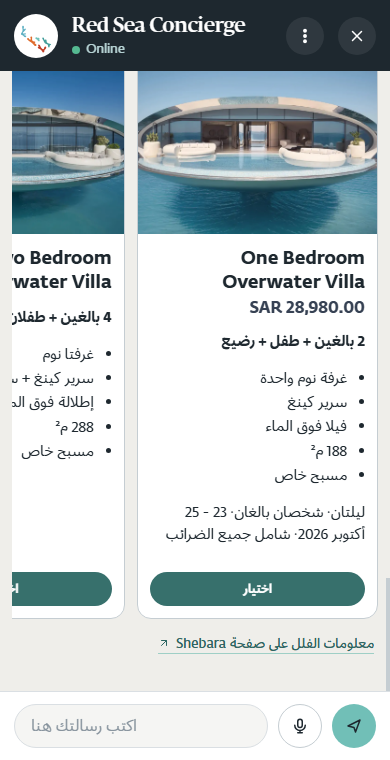 Red Sea Concierge
Online
One Bedroom
Overwater Villa
SAR 28,980.00
2 بالغين + طفل + رضيع
غرفة نوم واحدة
سرير كينغ
فيلا فوق الماء
188 م²
مسبح خاص
ليلتان· شخصان بالغان· 23 - 25
أكتوبر 2026· شامل جميع الضرائب
اختيار
Bedroom
Villa
4 بالغين + طفلان
غرفتا نوم
سرير كينغ +
إطلالة فوق
288 م²
مسبح خاص
معلومات الفلل على صفحة Shebara
اكتب رسالتك هنا